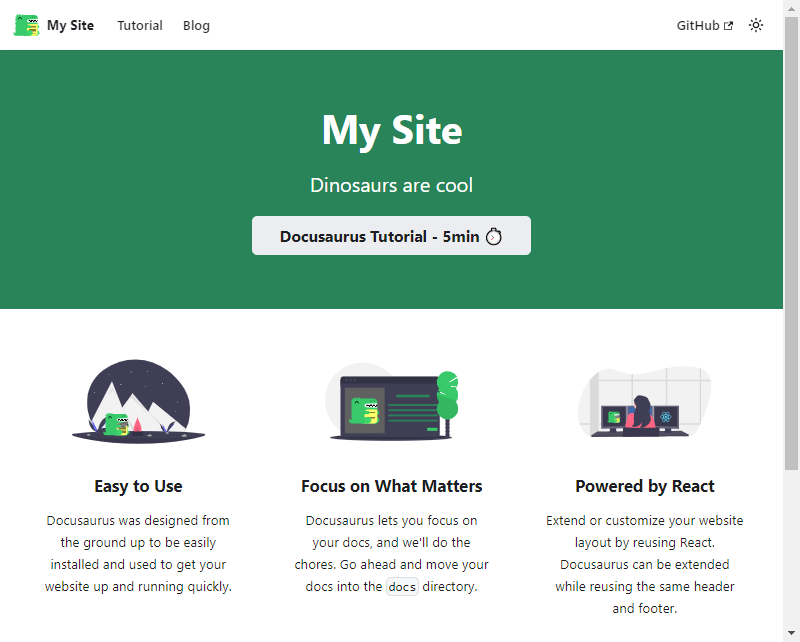 My Site Tutorial Blog GitHub
My Site
Dinosaurs are cool
Docusaurus Tutorial - 5min
Easy to Use
Docusaurus was designed from
the ground up to be easily
installed and used to get your
website up and running quickly.
Focus on What Matters
Docusaurus lets you focus on
your docs, and we'll do the
chores. Go ahead and move your
docs into the docs directory.
Powered by React
Extend or customize your website
layout by reusing React.
Docusaurus can be extended
while reusing the same header
and footer.